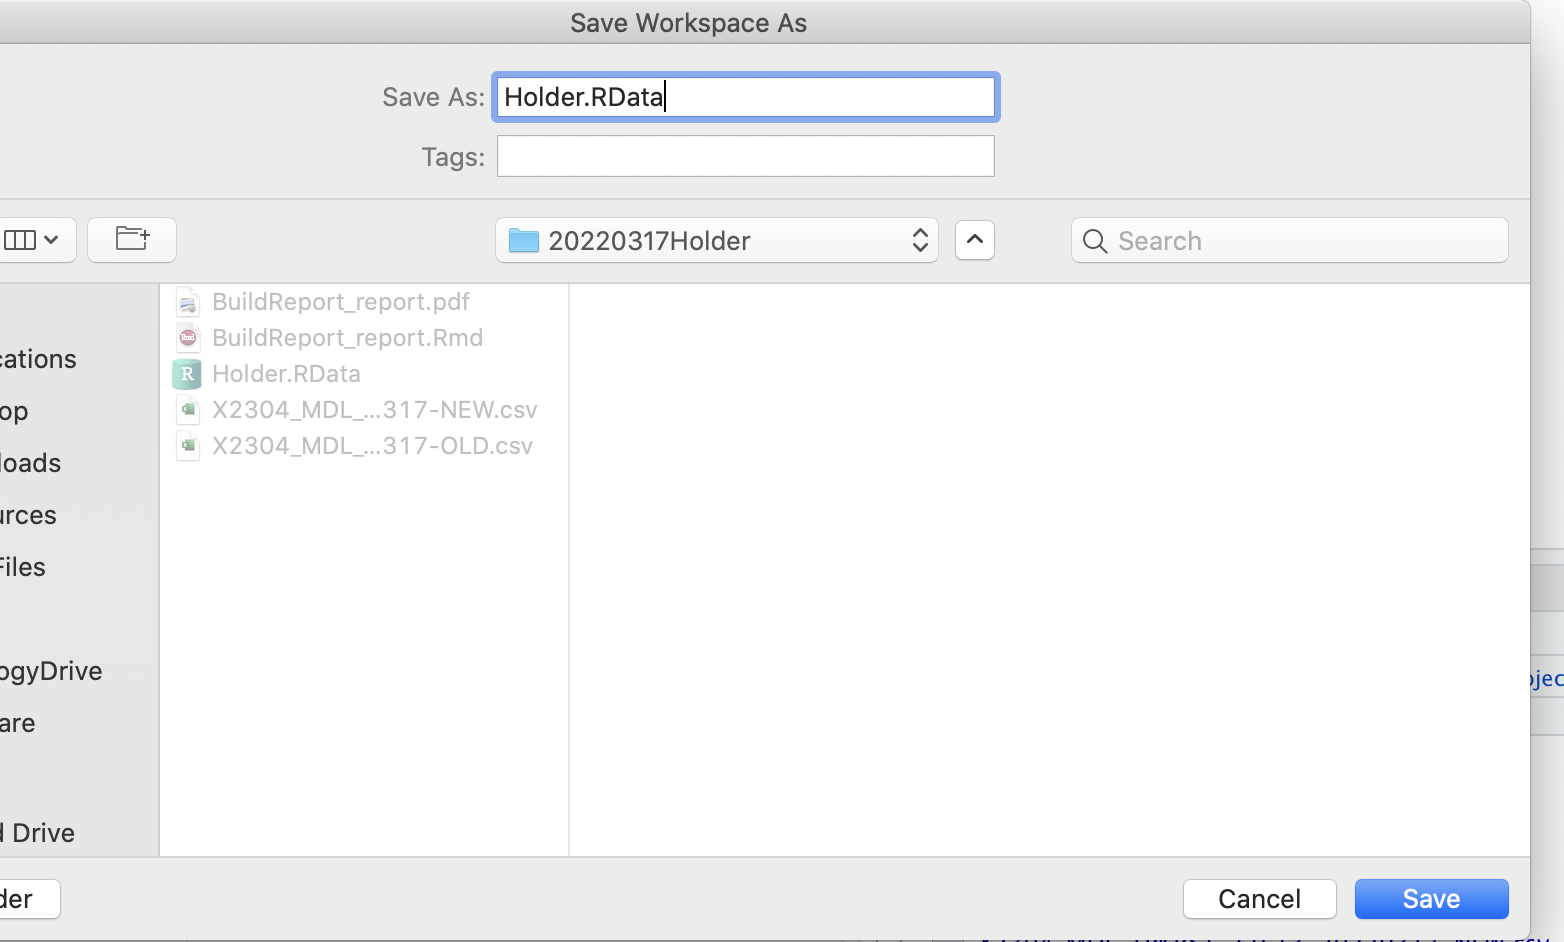 Save Workspace As
Save As: Holder.RData
Tags:
20220317Holder
Search
BuildReport_report.pdf
BuildReport_report.Rmd
Holder.RData
X2304_MDL_...317-NEW.csv
X2304_MDL_...317-OLD.csv
cations
op
loads
urces
Files
ogyDrive
are
d Drive
der
Cancel
Save